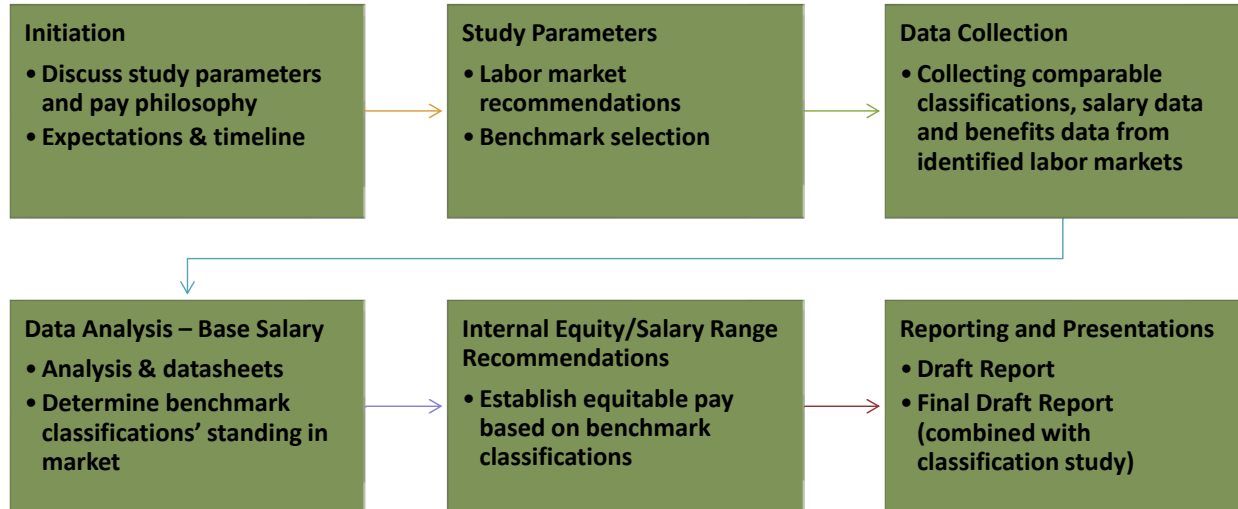 Initiation
• Discuss study parameters
and pay philosophy
• Expectations & timeline
Study Parameters
• Labor market
recommendations
• Benchmark selection
Data Collection
• Collecting comparable
classifications, salary data
and benefits data from
identified labor markets
Data Analysis – Base Salary
• Analysis & datasheets
• Determine benchmark
classifications’ standing in
market
Internal Equity/Salary Range
Recommendations
• Establish equitable pay
based on benchmark
classifications
Reporting and Presentations
• Draft Report
• Final Draft Report
(combined with
classification study)